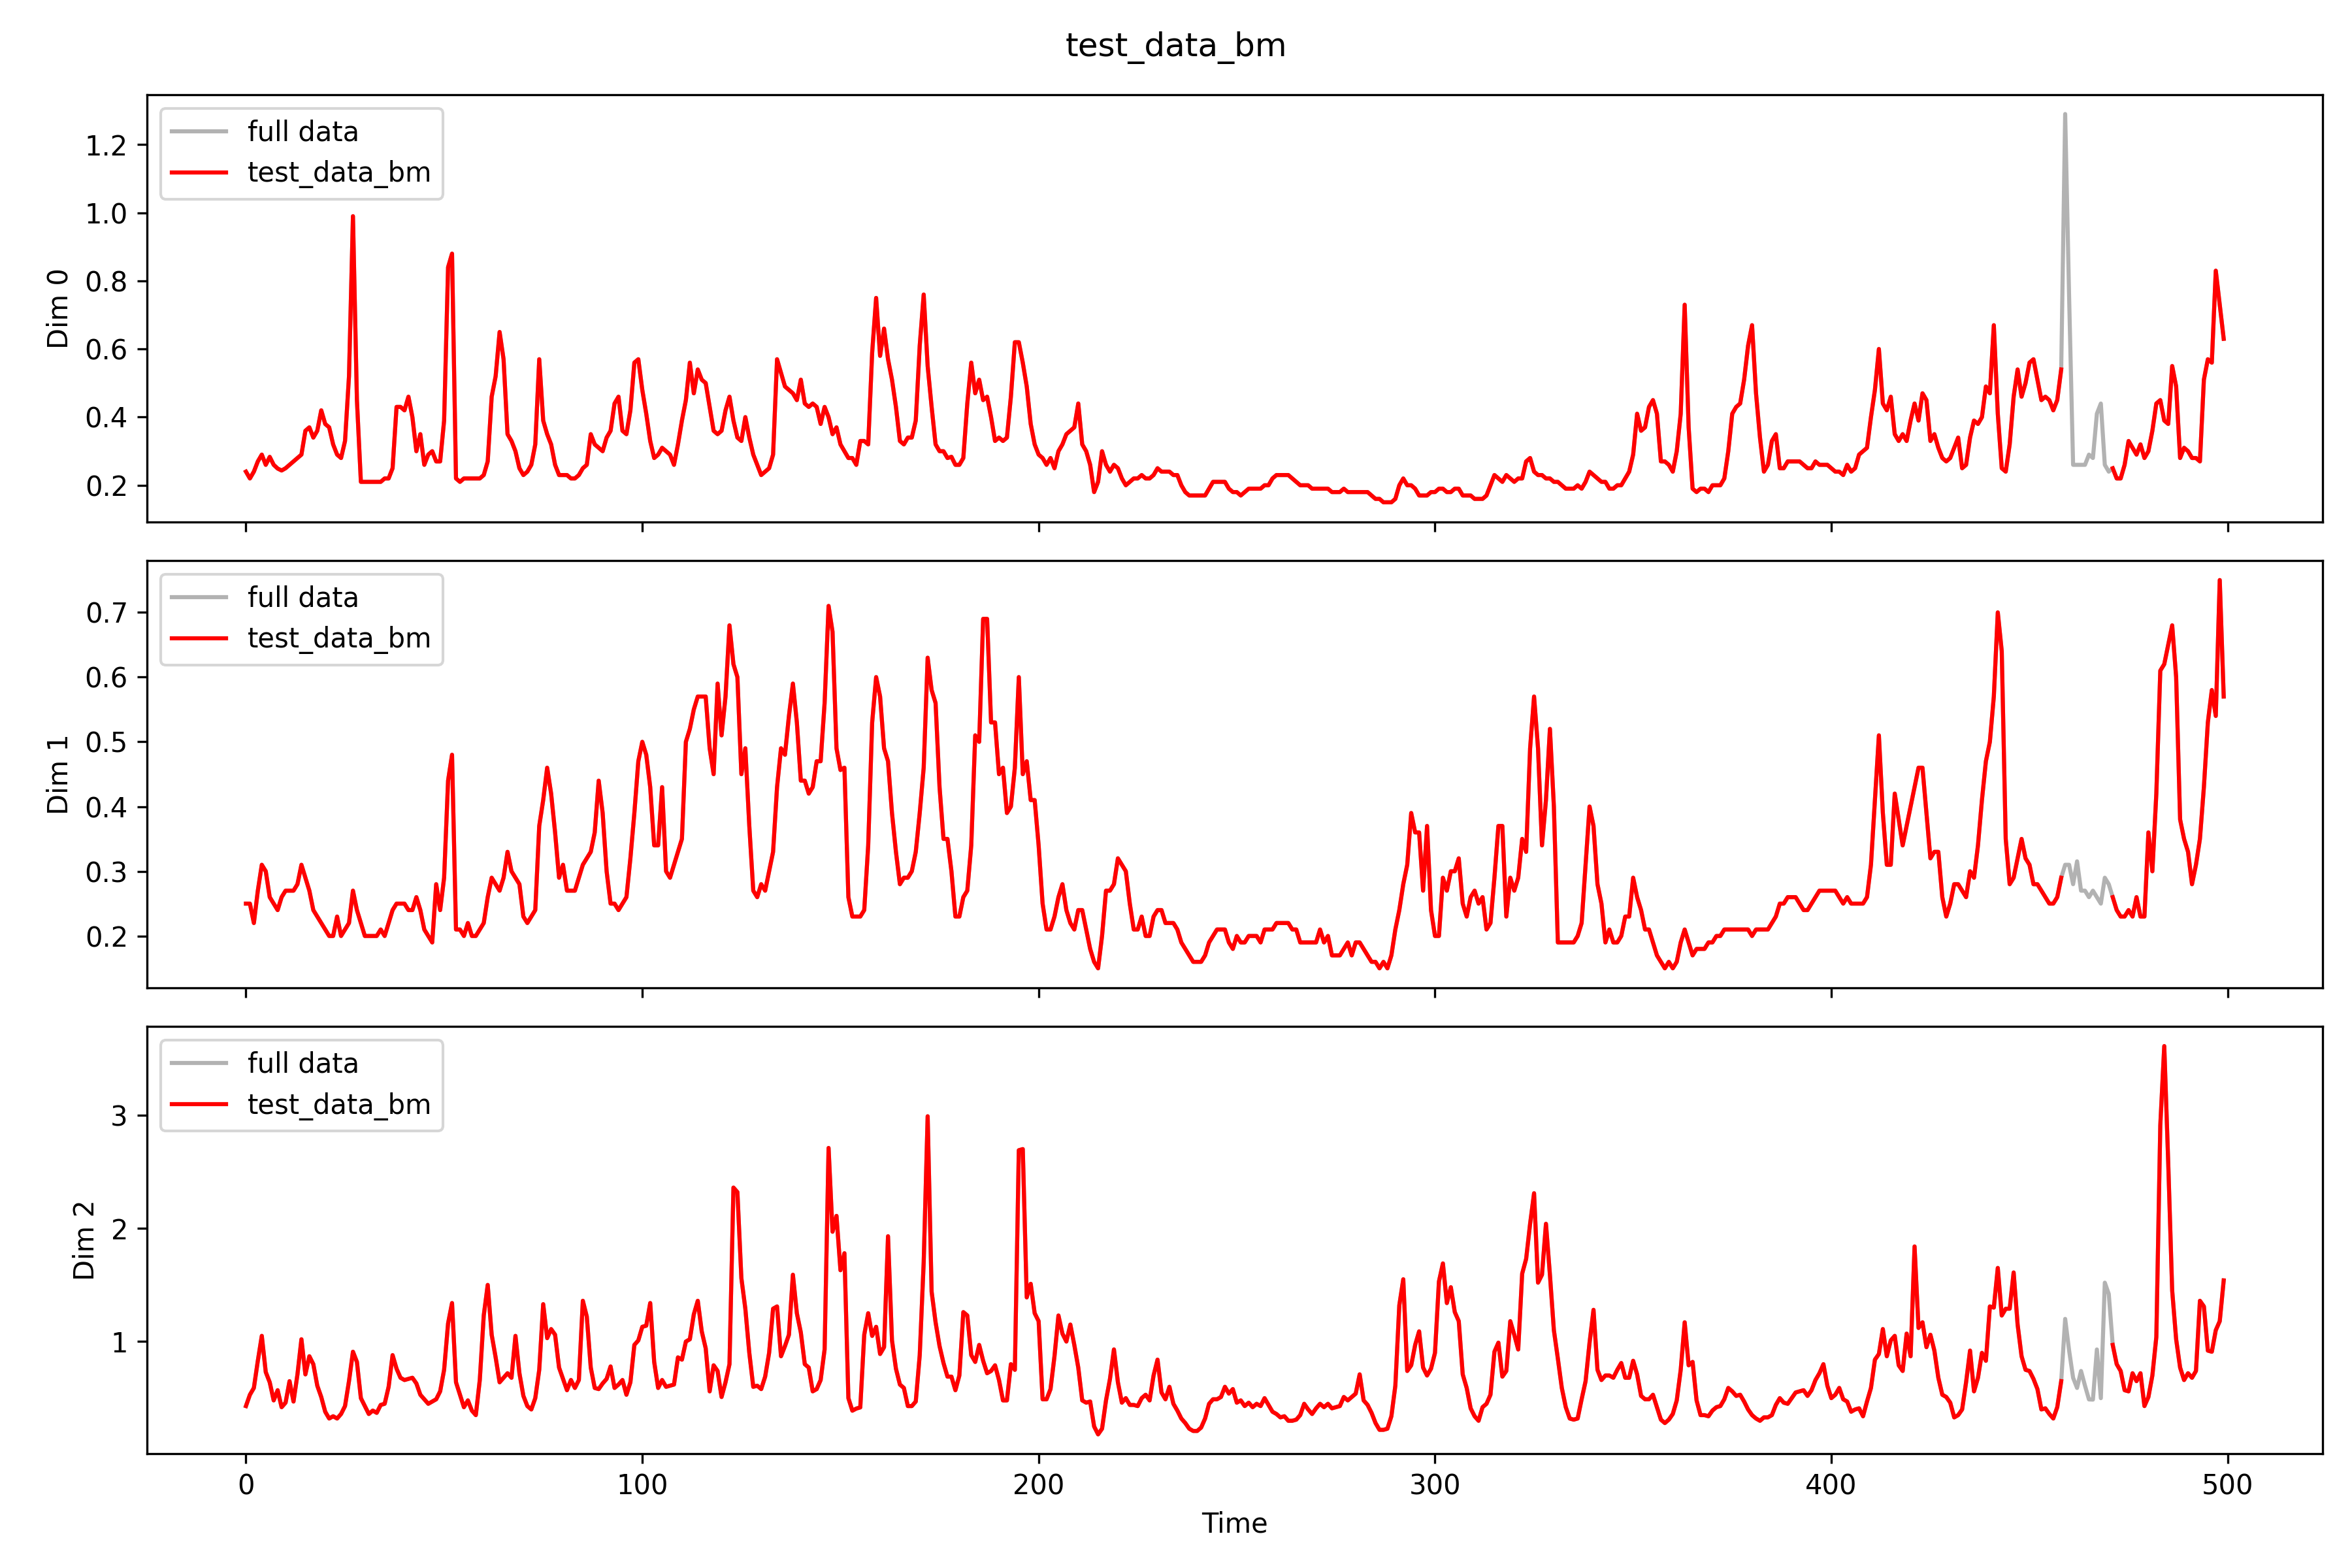 test_data_bm
full data
test_data_bm
1.2
1.0
0.8
0.6
0.4
0.2
Dim 0
full data
test_data_bm
0.7
0.6
0.5
0.4
0.3
0.2
Dim 1
full data
test_data_bm
3
2
1
Dim 2
0 100 200 300 400 500
Time